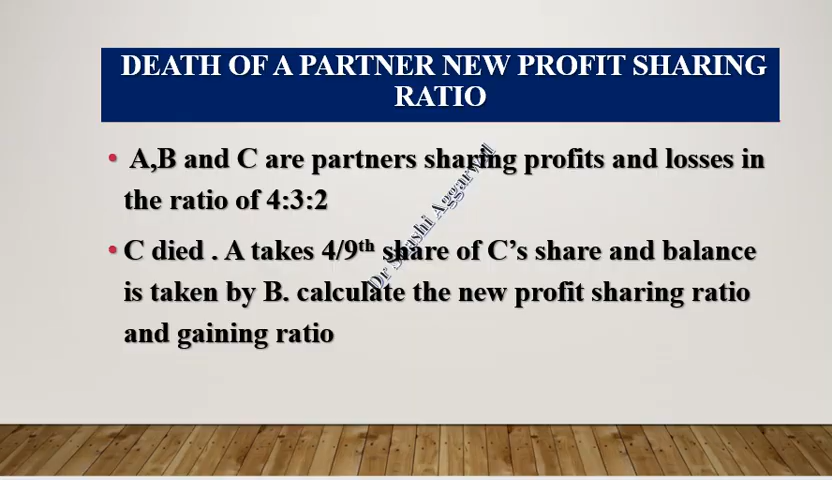 DEATH OF A PARTNER NEW PROFIT SHARING
RATIO
• A,B and C are partners sharing profits and losses in
the ratio of 4:3:2
• C died . A takes 4/9th share of C’s share and balance
is taken by B. calculate the new profit sharing ratio
and gaining ratio
Dr Aggarwal